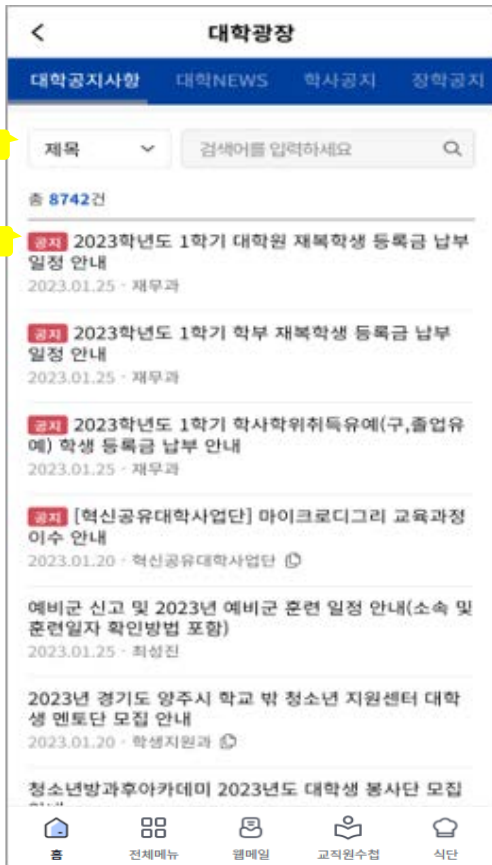 대학광장
대학공지사항 대학NEWS 학사공지 장학공지
제목 검색어를 입력하세요
총 8742건
공지 2023학년도 1학기 대학원 재복학생 등록금 납부
일정 안내
2023.01.25 · 재무과
공지 2023학년도 1학기 학부 재복학생 등록금 납부
일정 안내
2023.01.25 · 재무과
공지 2023학년도 1학기 학사학위취득유예(구,졸업유
예) 학생 등록금 납부 안내
2023.01.25 · 재무과
공지 [혁신공유대학사업단] 마이크로디그리 교육과정
이수 안내
2023.01.20 · 혁신공유대학사업단
예비군 신고 및 2023년 예비군 훈련 일정 안내(소속 및
훈련일자 확인방법 포함)
2023.01.25 · 최성진
2023년 경기도 양주시 학교 밖 청소년 지원센터 대학
생 멘토단 모집 안내
2023.01.20 · 학생지원과
청소년방과후아카데미 2023년도 대학생 봉사단 모집
홈 전체메뉴 웹메일 교직원수첩 식단